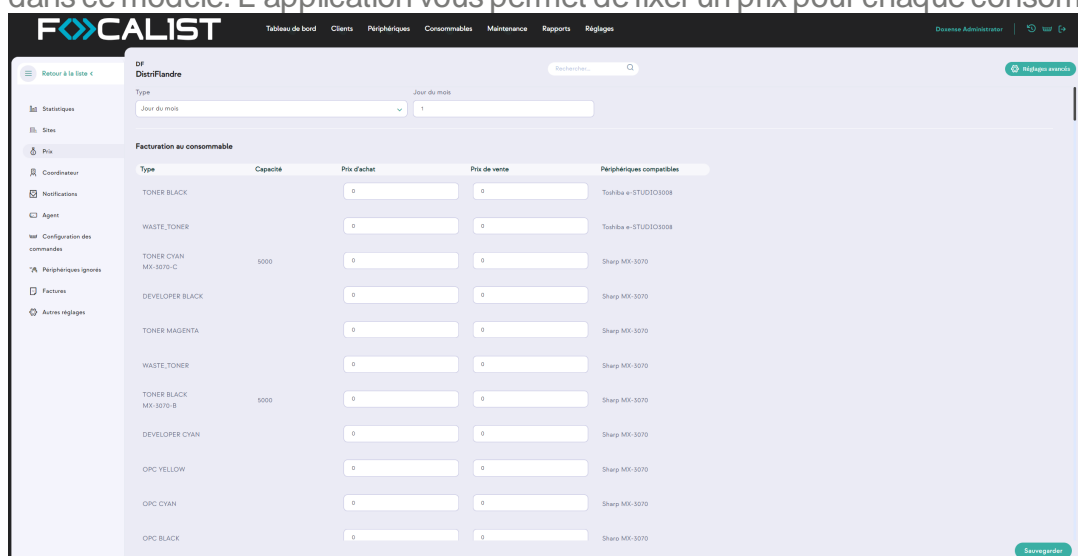 dans ce modèle. L'application vous permet de fixer un prix pour chaque consom
FOCALIST
Tableau de bord Clients Périphériques Consommables Maintenance Rapports Réglages
Doxense Administrator
Retour à la liste <
DF
DistriFlandre
Rechercher...
Réglages avancés
Statistiques
Sites
Prix
Coordinateur
Notifications
Agent
Configuration des commandes
Périphériques ignorés
Factures
Autres réglages
Type Jour du mois
Jour du mois 1
Facturation au consommable
Type Capacité Prix d'achat Prix de vente Périphériques compatibles
TONER BLACK 0 0 Toshiba e-STUDIO3008
WASTE_TONER 0 0 Toshiba e-STUDIO3008
TONER CYAN
MX-3070-C 5000 0 0 Sharp MX-3070
DEVELOPER BLACK 0 0 Sharp MX-3070
TONER MAGENTA 0 0 Sharp MX-3070
WASTE_TONER 0 0 Sharp MX-3070
TONER BLACK
MX-3070-B 5000 0 0 Sharp MX-3070
DEVELOPER CYAN 0 0 Sharp MX-3070
OPC YELLOW 0 0 Sharp MX-3070
OPC CYAN 0 0 Sharp MX-3070
OPC BLACK 0 0 Sharp MX-3070
Sauvegarder